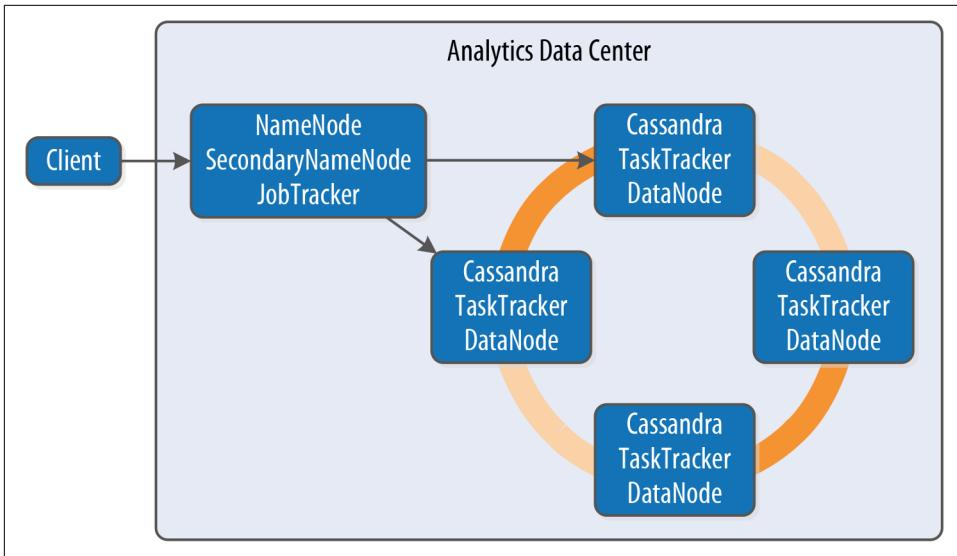 Analytics Data Center
Client
NameNode
SecondaryNameNode
JobTracker
Cassandra
TaskTracker
DataNode
Cassandra
TaskTracker
DataNode
Cassandra
TaskTracker
DataNode
Cassandra
TaskTracker
DataNode